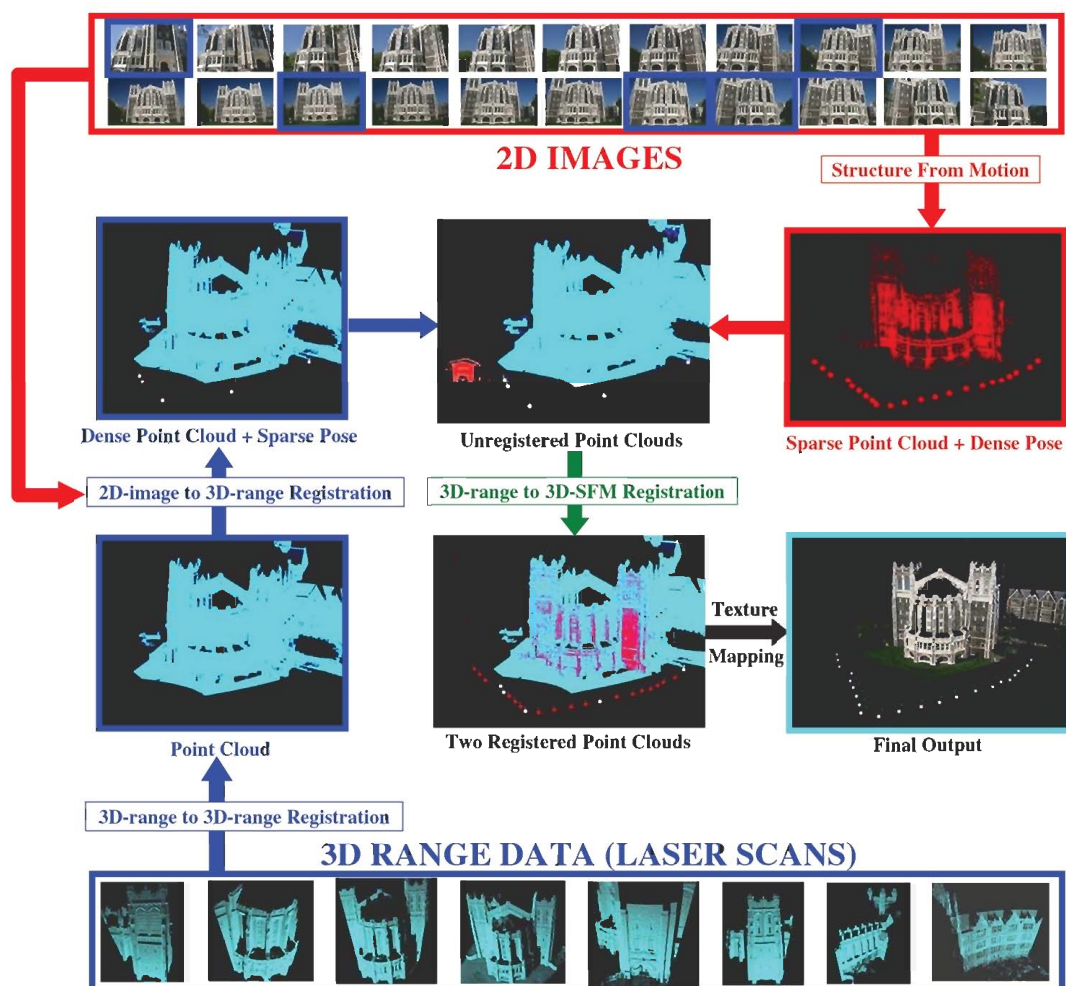 2D IMAGES
Structure From Motion
Dense Point Cloud + Sparse Pose
Unregistered Point Clouds
Sparse Point Cloud + Dense Pose
2D-image to 3D-range Registration
3D-range to 3D-SFM Registration
Texture
Mapping
Point Cloud
Two Registered Point Clouds
Final Output
3D-range to 3D-range Registration
3D RANGE DATA (LASER SCANS)